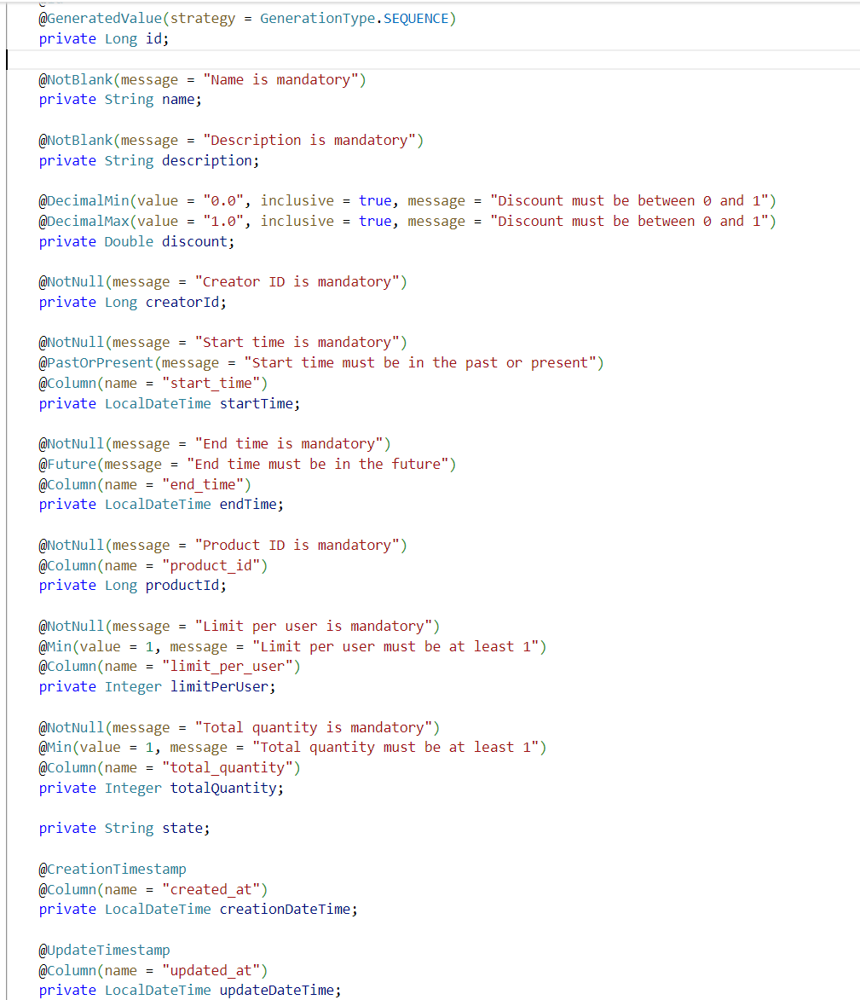 @GeneratedValue(strategy = GenerationType.SEQUENCE)
private Long id;
@NotBlank(message = "Name is mandatory")
private String name;
@NotBlank(message = "Description is mandatory")
private String description;
@DecimalMin(value = "0.0", inclusive = true, message = "Discount must be between 0 and 1")
@DecimalMax(value = "1.0", inclusive = true, message = "Discount must be between 0 and 1")
private Double discount;
@NotNull(message = "Creator ID is mandatory")
private Long creatorId;
@NotNull(message = "Start time is mandatory")
@PastOrPresent(message = "Start time must be in the past or present")
@Column(name = "start_time")
private LocalDateTime startTime;
@NotNull(message = "End time is mandatory")
@Future(message = "End time must be in the future")
@Column(name = "end_time")
private LocalDateTime endTime;
@NotNull(message = "Product ID is mandatory")
@Column(name = "product_id")
private Long productId;
@NotNull(message = "Limit per user is mandatory")
@Min(value = 1, message = "Limit per user must be at least 1")
@Column(name = "limit_per_user")
private Integer limitPerUser;
@NotNull(message = "Total quantity is mandatory")
@Min(value = 1, message = "Total quantity must be at least 1")
@Column(name = "total_quantity")
private Integer totalQuantity;
private String state;
@CreationTimestamp
@Column(name = "created_at")
private LocalDateTime creationDateTime;
@UpdateTimestamp
@Column(name = "updated_at")
private LocalDateTime updateDateTime;